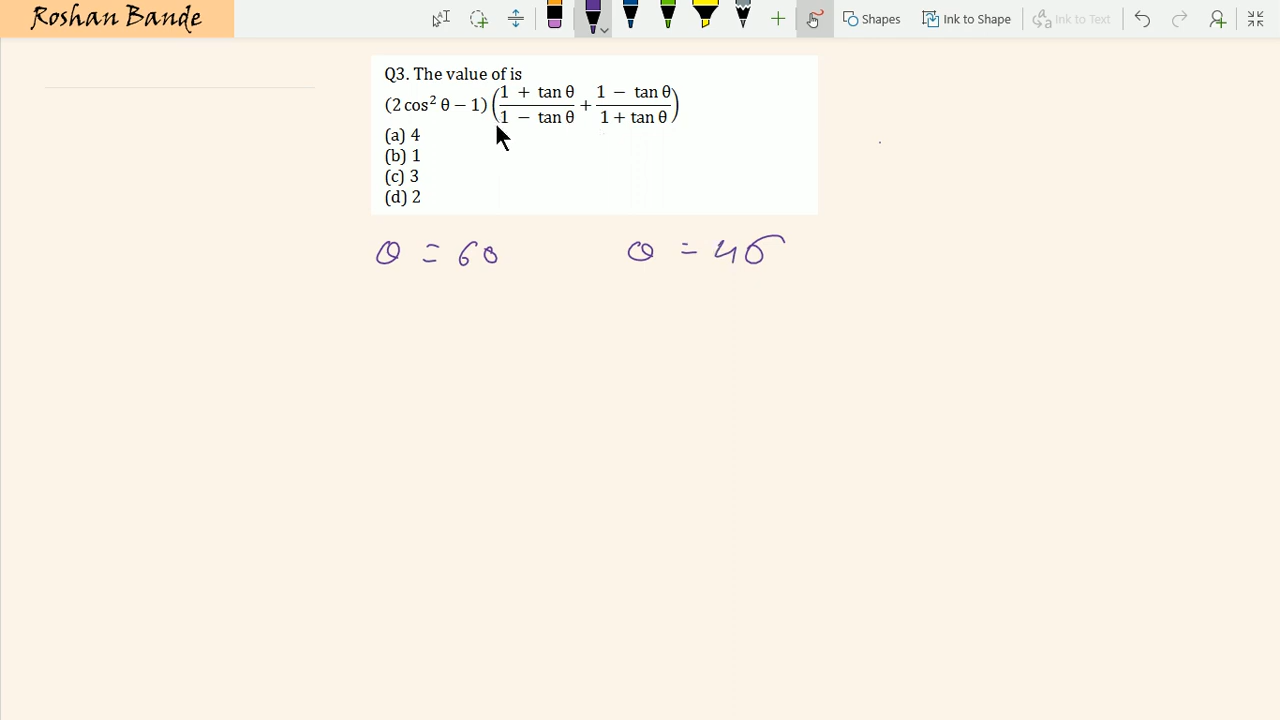 Roshan Bande
Shapes
Ink to Shape
Ink to Text
Q3. The value of is
(2 cos² θ − 1) (1 + tan θ / 1 − tan θ + 1 − tan θ / 1 + tan θ)
(a) 4
(b) 1
(c) 3
(d) 2
θ = 60
θ = 45